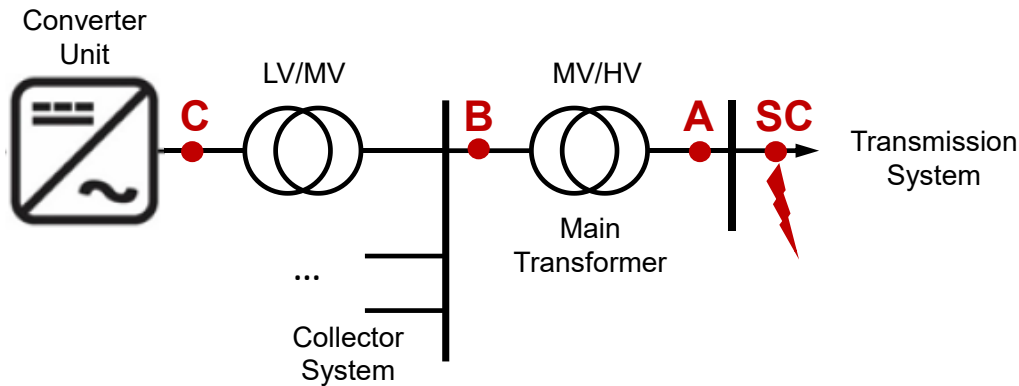 Converter
Unit
LV/MV
MV/HV
C
B
A
SC
Transmission
System
Main
Transformer
...
Collector
System